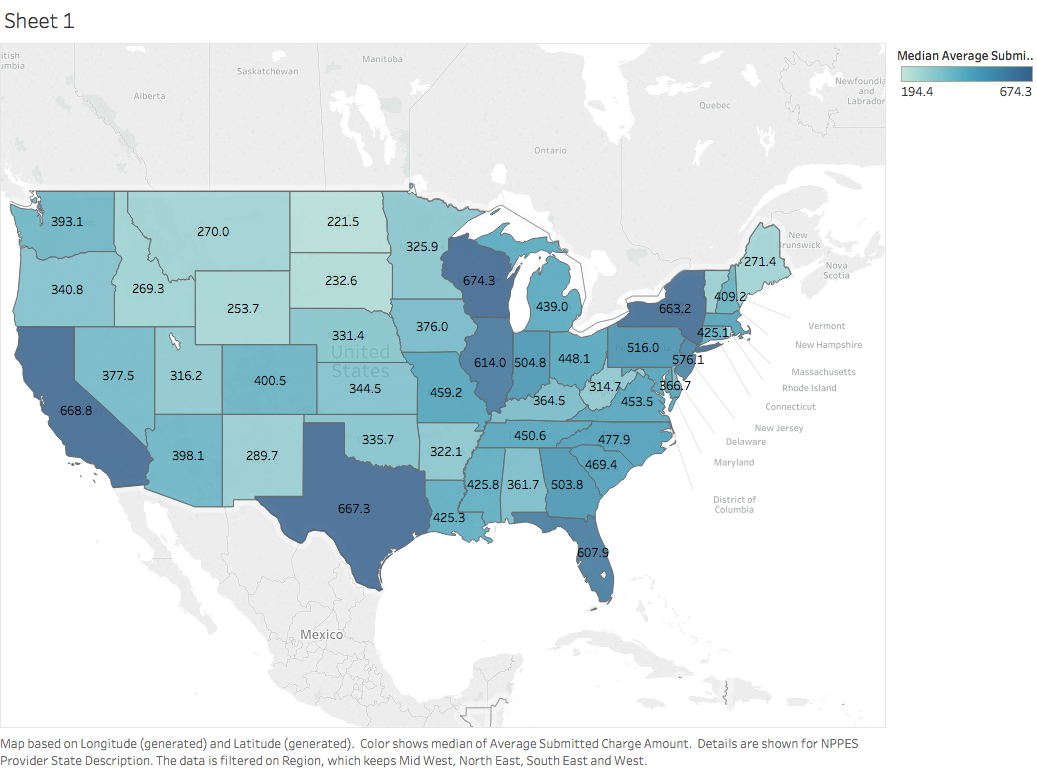 Sheet 1
Median Average Submi..
194.4 674.3
Manitoba
Saskatchewan
Alberta
Quebec
Ontario
Newfoundla
and
Labrador
itish
mbia
New
Brunswick
Nova
Scotia
393.1
270.0
221.5
325.9
271.4
340.8
269.3
253.7
232.6
674.3
439.0
663.2
409.2
376.0
331.4
425.1
Vermont
New Hampshire
377.5
316.2
400.5
United
States
344.5
459.2
614.0
504.8
448.1
516.0
576.1
Massachusetts
Rhode Island
668.8
364.5
314.7
366.7
453.5
Connecticut
398.1
289.7
335.7
322.1
450.6
477.9
New Jersey
Delaware
Maryland
667.3
425.8
361.7
503.8
469.4
425.3
District of
Columbia
607.9
Mexico
Map based on Longitude (generated) and Latitude (generated).  Color shows median of Average Submitted Charge Amount.  Details are shown for NPPES
Provider State Description. The data is filtered on Region, which keeps Mid West, North East, South East and West.